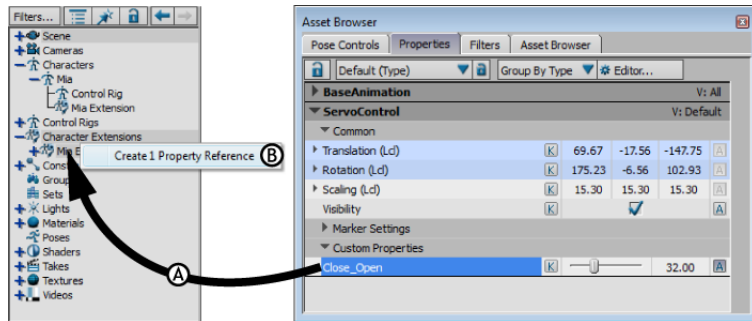 Filters...
Scene
Cameras
Characters
Mia
Control Rig
Mia Extension
Control Rigs
Character Extensions
Mia E
Create 1 Property Reference B
Const
Group
Sets
Lights
Materials
Poses
Shaders
Takes
Textures
Videos
A
Asset Browser
Pose Controls Properties Filters Asset Browser
Default (Type) Group By Type Editor...
BaseAnimation V: All
ServoControl V: Default
Common
Translation (Lcl) K 69.67 -17.56 -147.75 A
Rotation (Lcl) K 175.23 -6.56 102.93 A
Scaling (Lcl) K 15.30 15.30 15.30 A
Visibility K A
Marker Settings
Custom Properties
Close_Open K 32.00 A